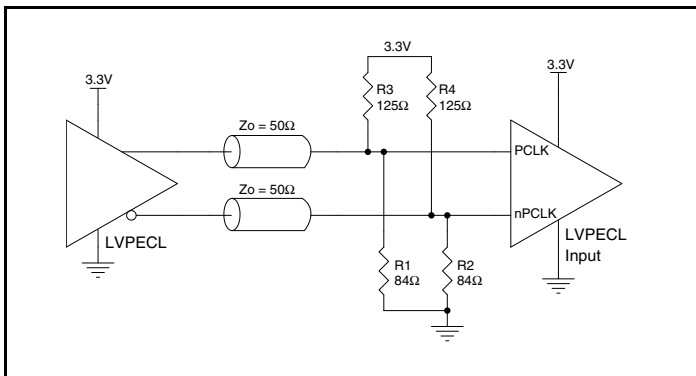 3.3V
3.3V
3.3V
R3
125Ω
R4
125Ω
Zo = 50Ω
PCLK
Zo = 50Ω
nPCLK
LVPECL
LVPECL
Input
R1
84Ω
R2
84Ω